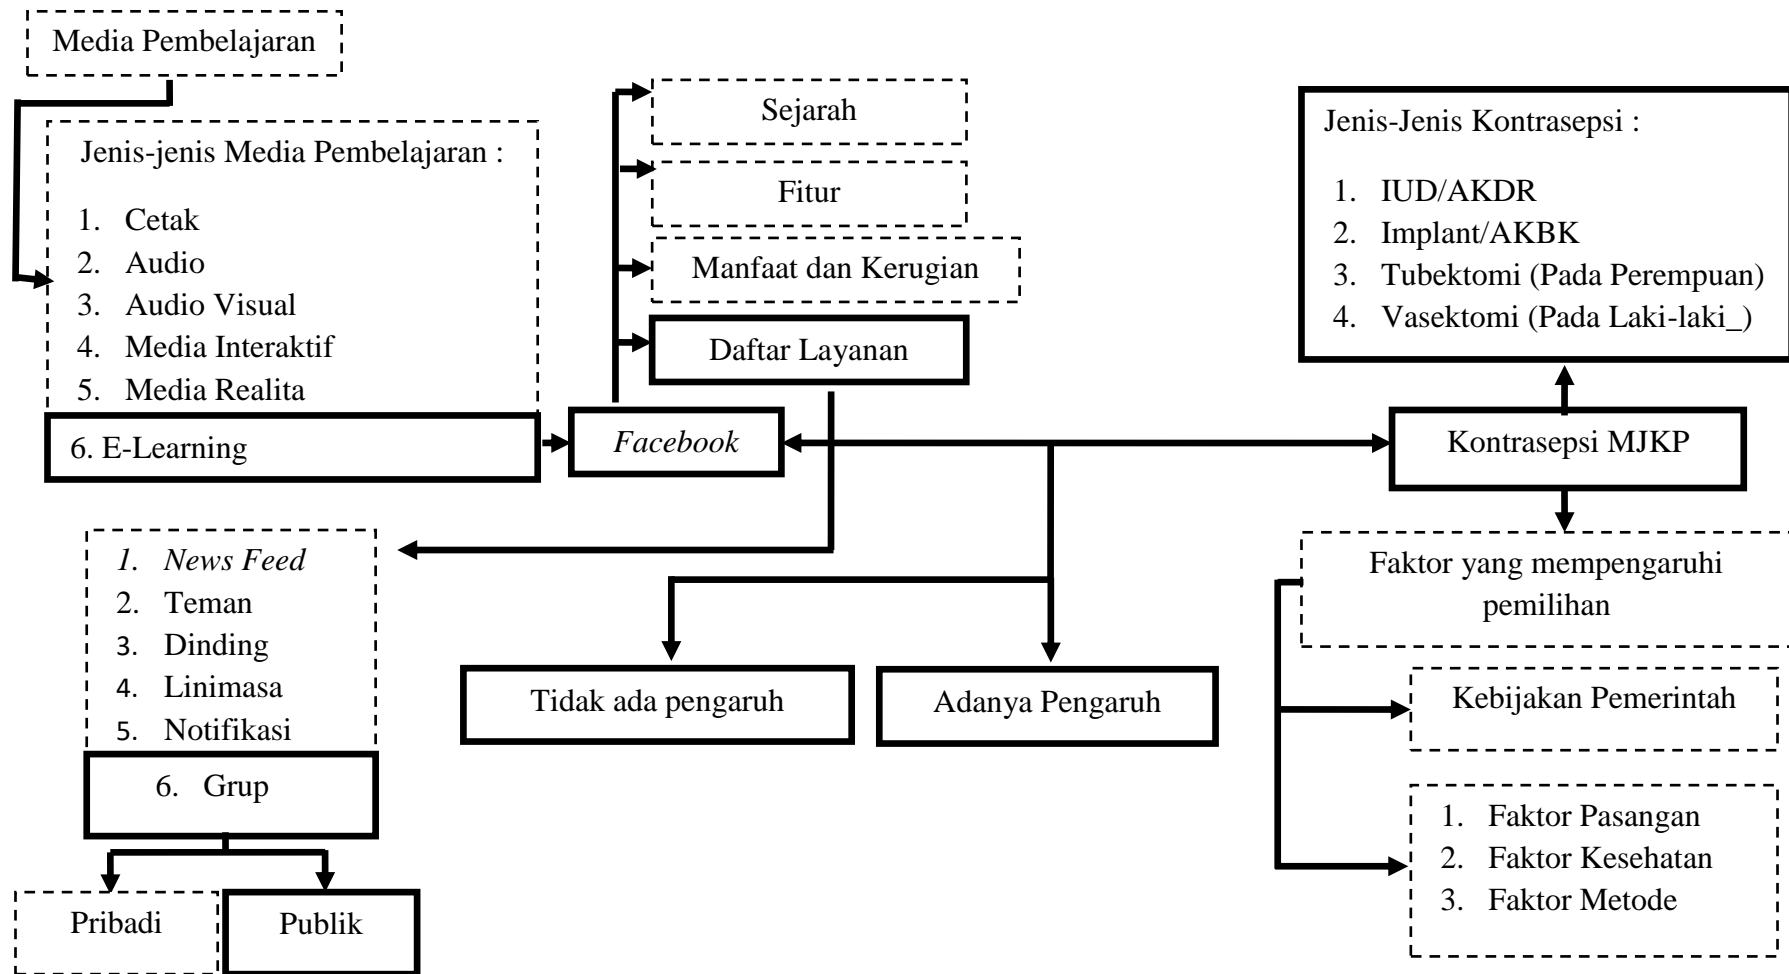 Media Pembelajaran
Jenis-jenis Media Pembelajaran :
1. Cetak
2. Audio
3. Audio Visual
4. Media Interaktif
5. Media Realita
6. E-Learning
Sejarah
Fitur
Manfaat dan Kerugian
Daftar Layanan
Facebook
Jenis-Jenis Kontrasepsi :
1. IUD/AKDR
2. Implant/AKBK
3. Tubektomi (Pada Perempuan)
4. Vasektomi (Pada Laki-laki_)
Kontrasepsi MJKP
1. News Feed
2. Teman
3. Dinding
4. Linimasa
5. Notifikasi
6. Grup
Pribadi
Publik
Tidak ada pengaruh
Adanya Pengaruh
Faktor yang mempengaruhi
pemilihan
Kebijakan Pemerintah
1. Faktor Pasangan
2. Faktor Kesehatan
3. Faktor Metode